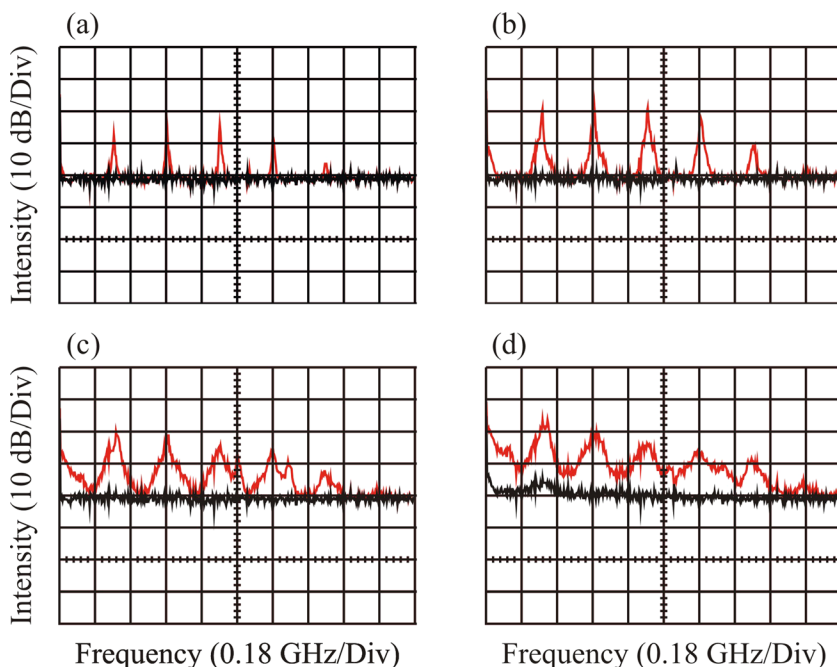 (a)
(b)
Intensity (10 dB/Div)
(c)
(d)
Intensity (10 dB/Div)
Frequency (0.18 GHz/Div)
Frequency (0.18 GHz/Div)